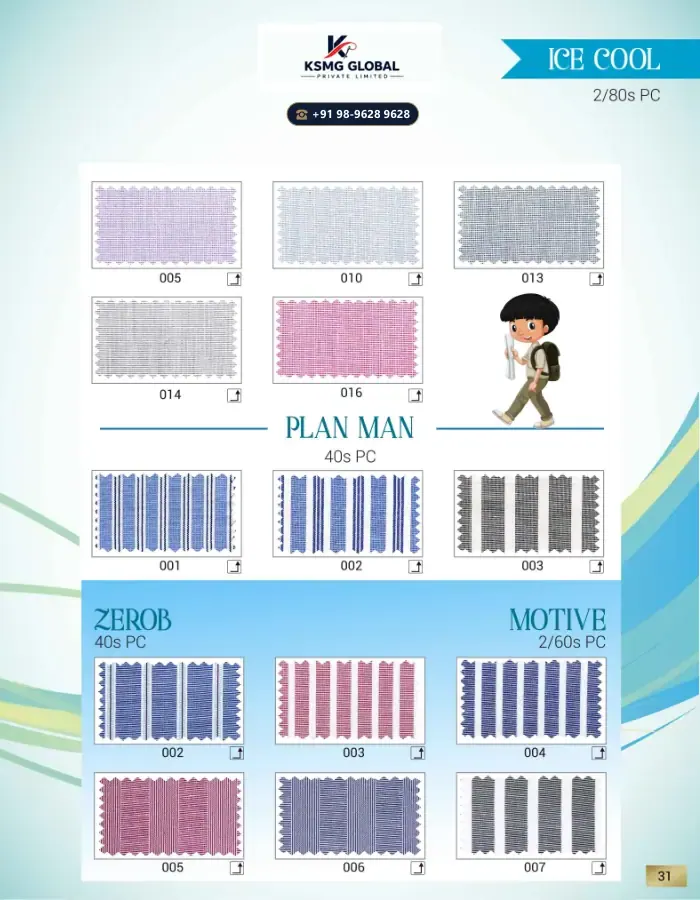 KSMG GLOBAL
PRIVATE LIMITED
+91 98-9628 9628
ICE COOL
2/80s PC
005
010
013
014
016
PLAN MAN
40s PC
001
002
003
ZEROB
40s PC
MOTIVE
2/60s PC
002
003
004
005
006
007
31